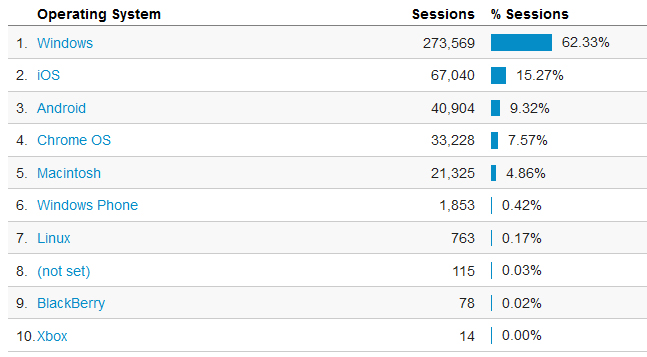 Operating System Sessions % Sessions
1. Windows 273,569 62.33%
2. iOS 67,040 15.27%
3. Android 40,904 9.32%
4. Chrome OS 33,228 7.57%
5. Macintosh 21,325 4.86%
6. Windows Phone 1,853 0.42%
7. Linux 763 0.17%
8. (not set) 115 0.03%
9. BlackBerry 78 0.02%
10. Xbox 14 0.00%